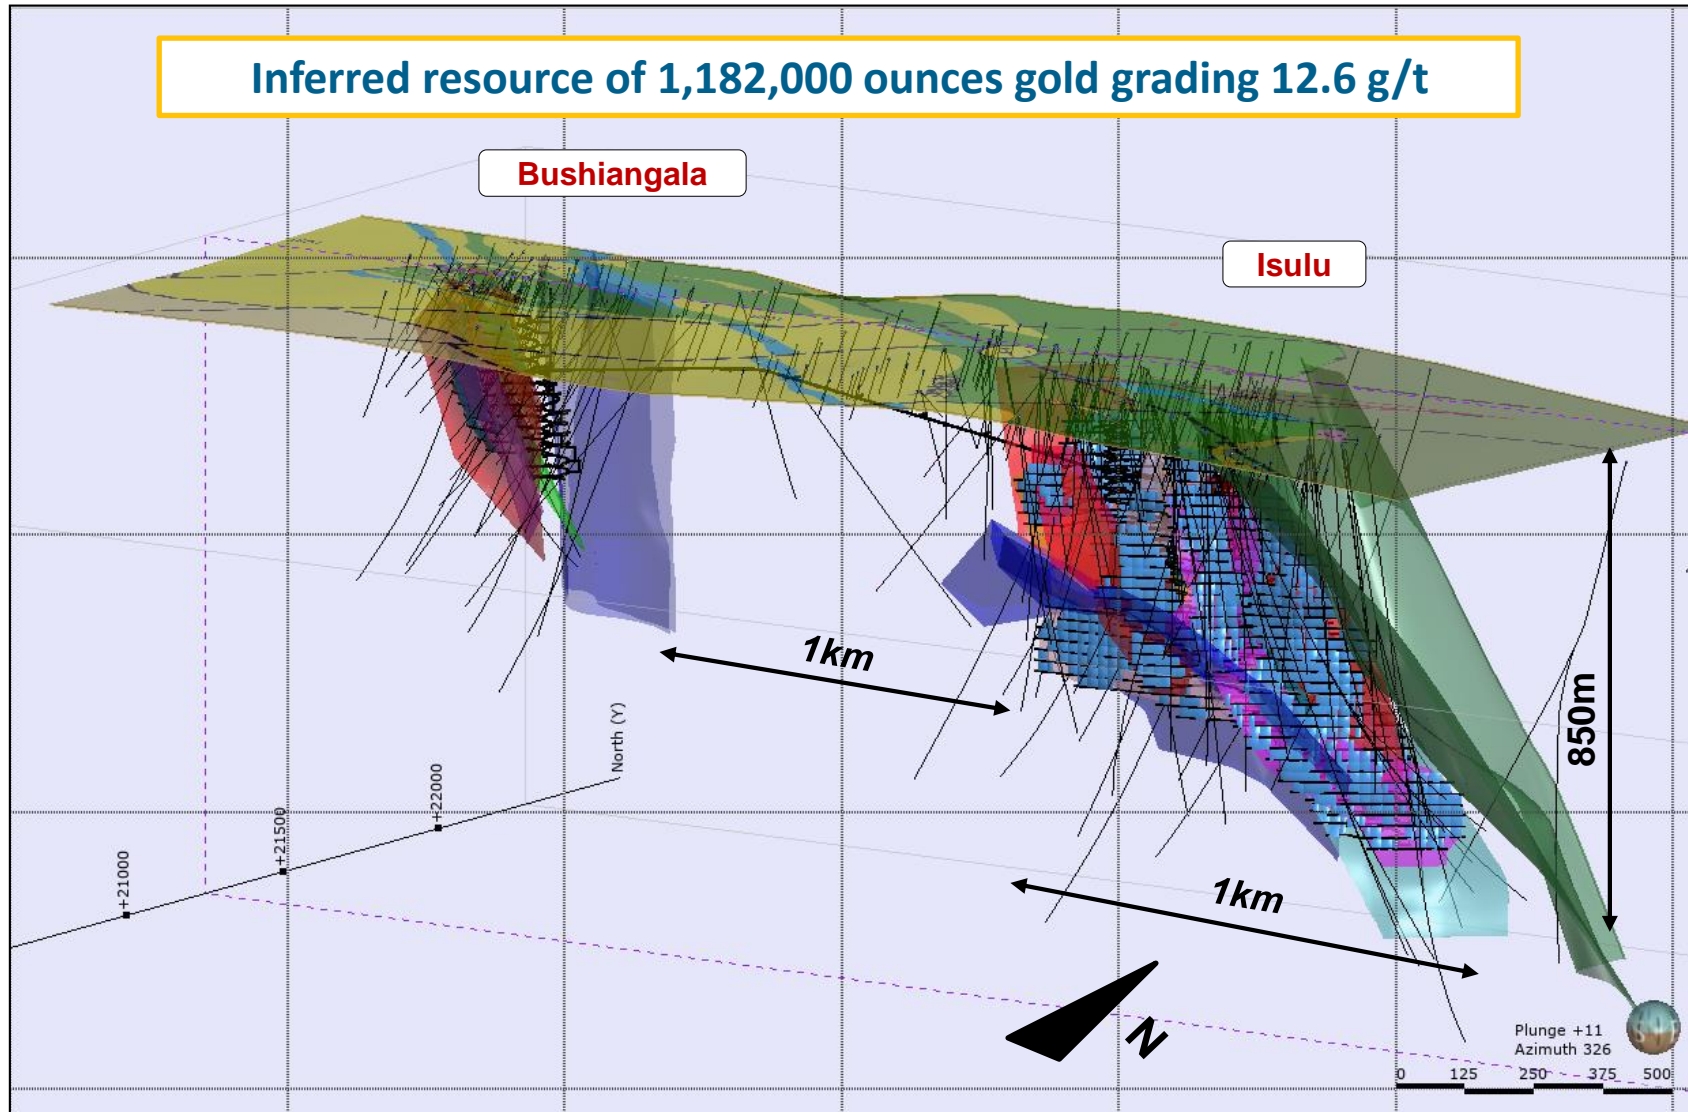 Inferred resource of 1,182,000 ounces gold grading 12.6 g/t
Bushiangala
Isulu
1km
850m
North (Y)
+22000
+21500
+21000
1km
N
Plunge +11
Azimuth 326
0 125 250 375 500